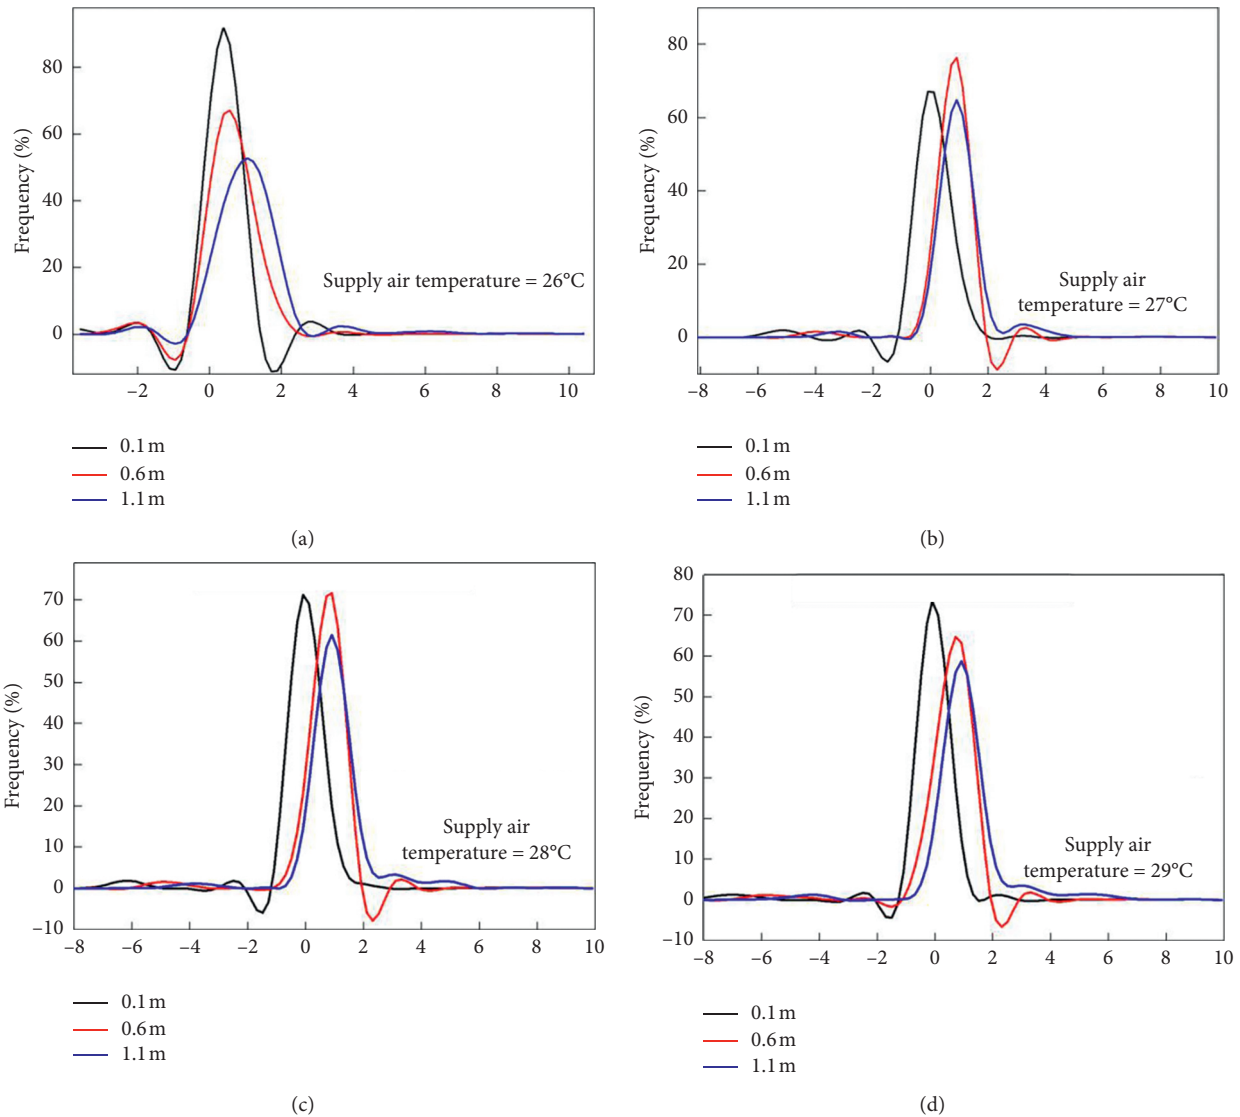 Frequency (%)
80
60
40
20
0
−2 0 2 4 6 8 10
Supply air temperature = 26°C
0.1 m
0.6 m
1.1 m
(a)
Frequency (%)
80
60
40
20
0
−8 −6 −4 −2 0 2 4 6 8 10
Supply air
temperature = 27°C
0.1 m
0.6 m
1.1 m
(b)
Frequency (%)
70
60
50
40
30
20
10
0
−10
−8 −6 −4 −2 0 2 4 6 8 10
Supply air
temperature = 28°C
0.1 m
0.6 m
1.1 m
(c)
Frequency (%)
80
70
60
50
40
30
20
10
0
−10
−8 −6 −4 −2 0 2 4 6 8 10
Supply air
temperature = 29°C
0.1 m
0.6 m
1.1 m
(d)